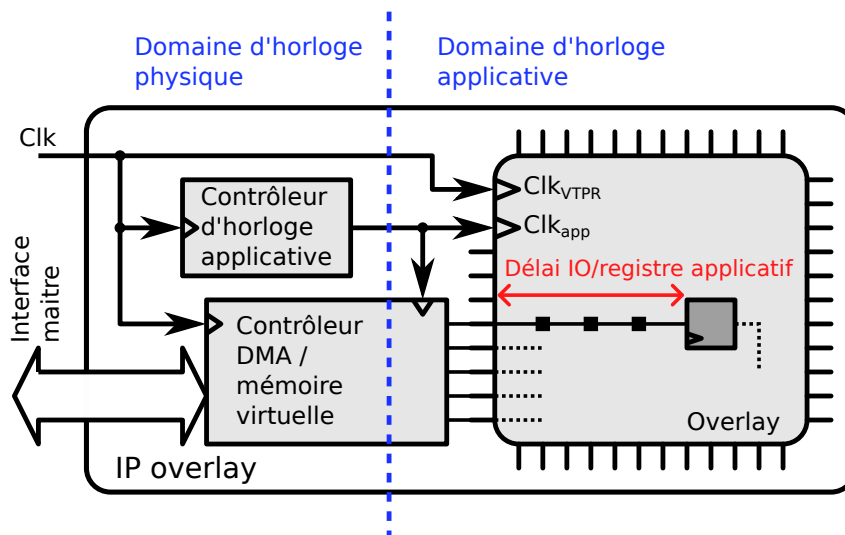 Domaine d'horloge
physique
Domaine d'horloge
applicative
Clk
Contrôleur
d'horloge
applicative
Clk_VTPR
Clk_app
Délai IO/registre applicatif
Interface
maitre
Contrôleur
DMA /
mémoire
virtuelle
Overlay
IP overlay